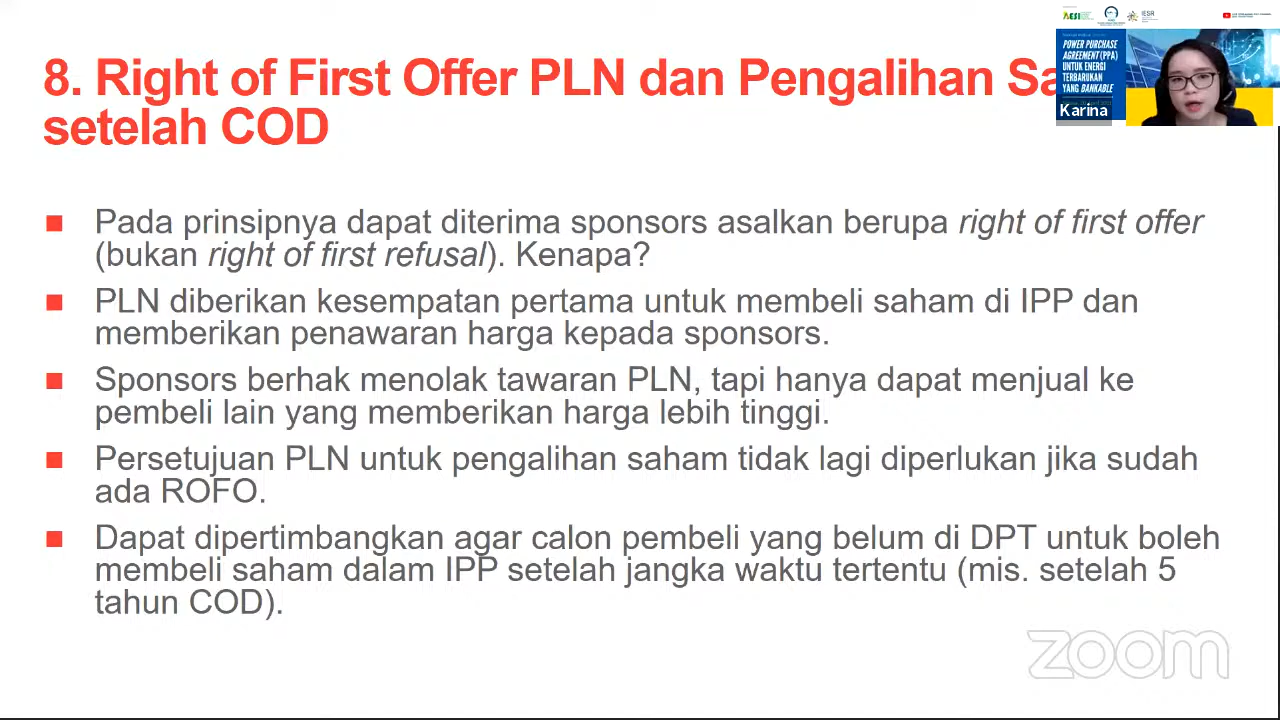 8. Right of First Offer PLN dan Pengalihan Sa
setelah COD
AESI
IESR
POWER PURCHASE
AGREEMENT (PPA)
UNTUK ENERGI
TERBARUKAN
YANG BANKABLE
Karina
■ Pada prinsipnya dapat diterima sponsors asalkan berupa right of first offer
(bukan right of first refusal). Kenapa?
■ PLN diberikan kesempatan pertama untuk membeli saham di IPP dan
memberikan penawaran harga kepada sponsors.
■ Sponsors berhak menolak tawaran PLN, tapi hanya dapat menjual ke
pembeli lain yang memberikan harga lebih tinggi.
■ Persetujuan PLN untuk pengalihan saham tidak lagi diperlukan jika sudah
ada ROFO.
■ Dapat dipertimbangkan agar calon pembeli yang belum di DPT untuk boleh
membeli saham dalam IPP setelah jangka waktu tertentu (mis. setelah 5
tahun COD).
zoom